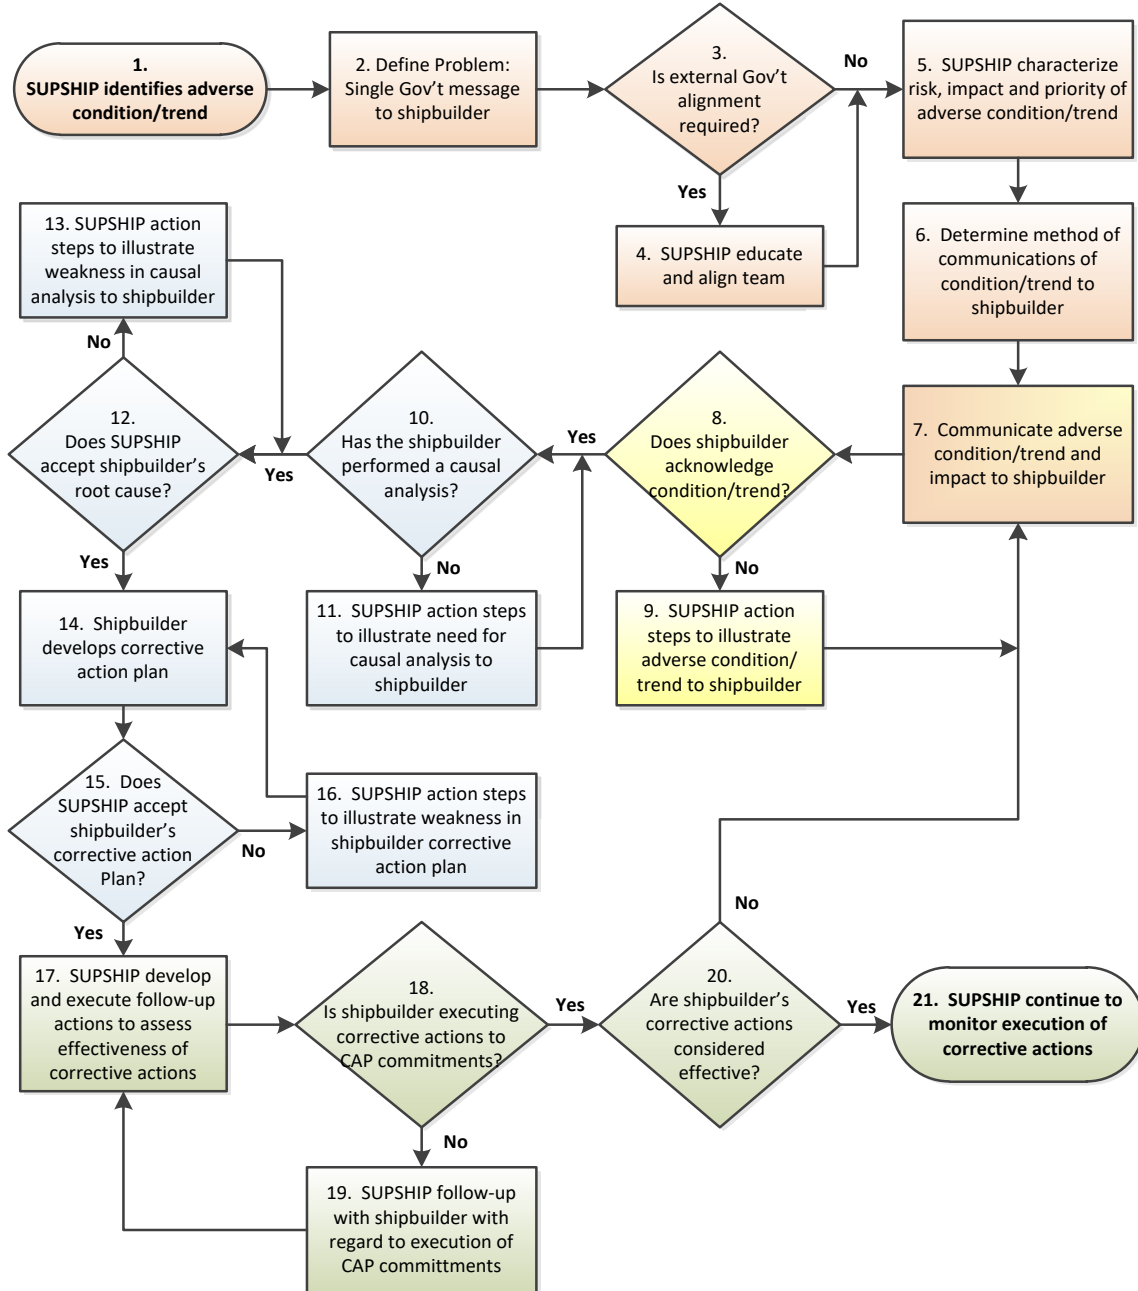 1.
SUPSHIP identifies adverse
condition/trend
2. Define Problem:
Single Gov't message
to shipbuilder
3.
Is external Gov't
alignment
required?
No
5. SUPSHIP characterize
risk, impact and priority of
adverse condition/trend
Yes
4. SUPSHIP educate
and align team
6. Determine method of
communications of
condition/trend to
shipbuilder
7. Communicate adverse
condition/trend and
impact to shipbuilder
8.
Does shipbuilder
acknowledge
condition/trend?
Yes
No
9. SUPSHIP action
steps to illustrate
adverse condition/
trend to shipbuilder
10.
Has the shipbuilder
performed a causal
analysis?
Yes
No
11. SUPSHIP action steps
to illustrate need for
causal analysis to
shipbuilder
12.
Does SUPSHIP
accept shipbuilder's
root cause?
No
13. SUPSHIP action
steps to illustrate
weakness in causal
analysis to shipbuilder
Yes
14. Shipbuilder
develops corrective
action plan
15. Does
SUPSHIP accept
shipbuilder's
corrective action
Plan?
No
16. SUPSHIP action steps
to illustrate weakness in
shipbuilder corrective
action plan
Yes
17. SUPSHIP develop
and execute follow-up
actions to assess
effectiveness of
corrective actions
18.
Is shipbuilder executing
corrective actions to
CAP commitments?
Yes
No
19. SUPSHIP follow-up
with shipbuilder with
regard to execution of
CAP committments
20.
Are shipbuilder's
corrective actions
considered
effective?
No
Yes
21. SUPSHIP continue to
monitor execution of
corrective actions